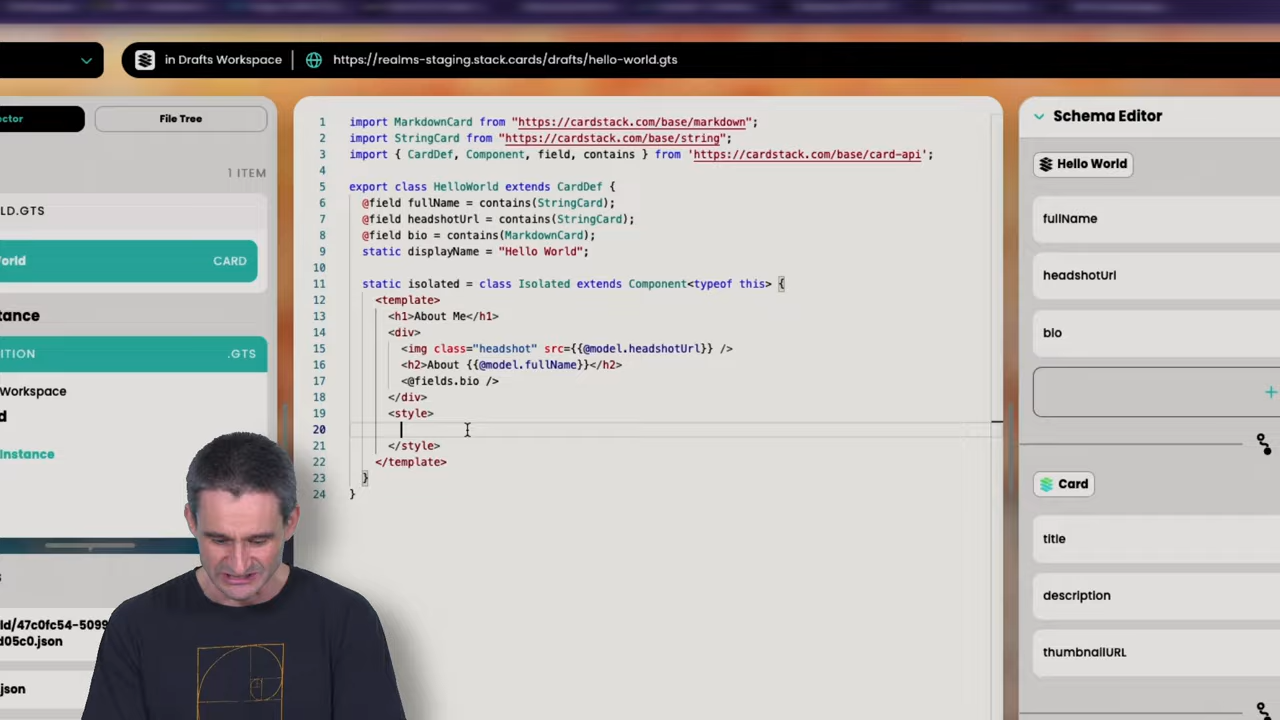 in Drafts Workspace
https://realms-staging.stack.cards/drafts/hello-world.gts
ctor
File Tree
1 ITEM
LD.GTS
orld
CARD
stance
ITION
.GTS
Workspace
d
Instance
s
ld/47c0fc54-5099
d05c0.json
json
1 import MarkdownCard from "https://cardstack.com/base/markdown";
2 import StringCard from "https://cardstack.com/base/string";
3 import { CardDef, Component, field, contains } from 'https://cardstack.com/base/card-api';
4
5 export class HelloWorld extends CardDef {
6 @field fullName = contains(StringCard);
7 @field headshotUrl = contains(StringCard);
8 @field bio = contains(MarkdownCard);
9 static displayName = "Hello World";
10
11 static isolated = class Isolated extends Component<typeof this> {
12 <template>
13 <h1>About Me</h1>
14 <div>
15 <img class="headshot" src={{@model.headshotUrl}} />
16 <h2>About {{@model.fullName}}</h2>
17 <@fields.bio />
18 </div>
19 <style>
20
21 </style>
22 </template>
23 }
24 }
Schema Editor
Hello World
fullName
headshotUrl
bio
+
Card
title
description
thumbnailURL